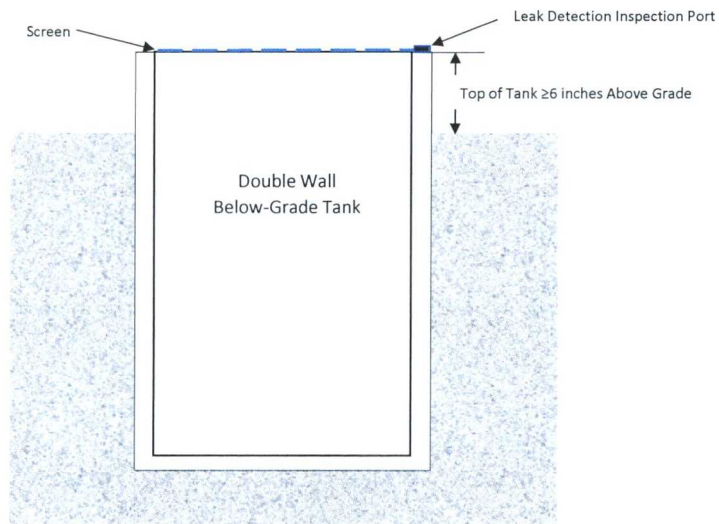 Leak Detection Inspection Port
Screen
Top of Tank ≥6 inches Above Grade
Double Wall
Below-Grade Tank